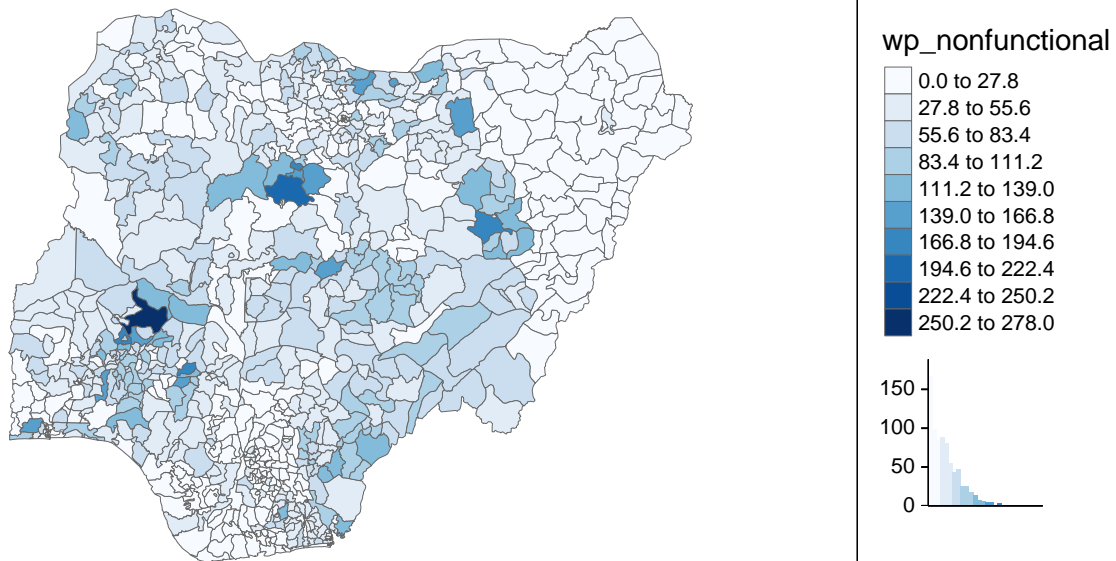 wp_nonfunctional
0.0 to 27.8
27.8 to 55.6
55.6 to 83.4
83.4 to 111.2
111.2 to 139.0
139.0 to 166.8
166.8 to 194.6
194.6 to 222.4
222.4 to 250.2
250.2 to 278.0
150
100
50
0